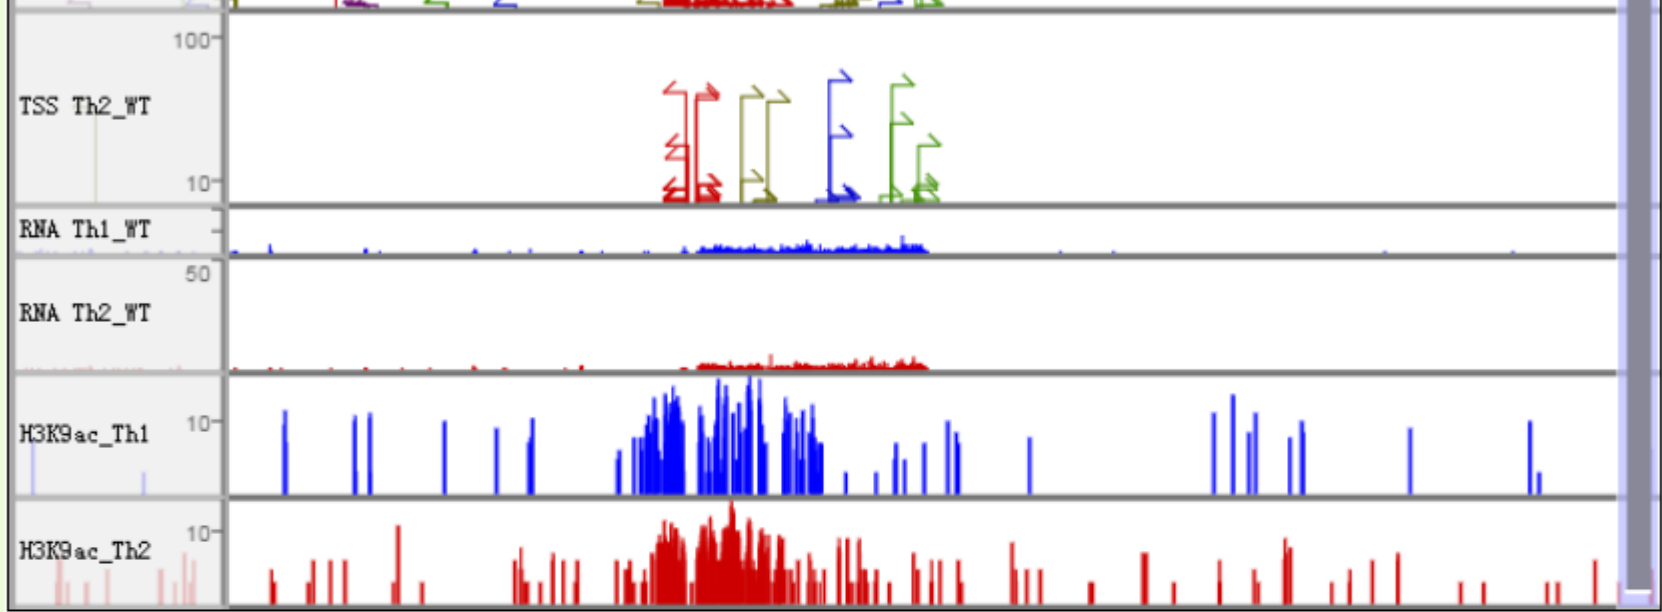 100
TSS Th2_WT
10
RNA Th1_WT
50
RNA Th2_WT
10
H3K9ac_Th1
10
H3K9ac_Th2